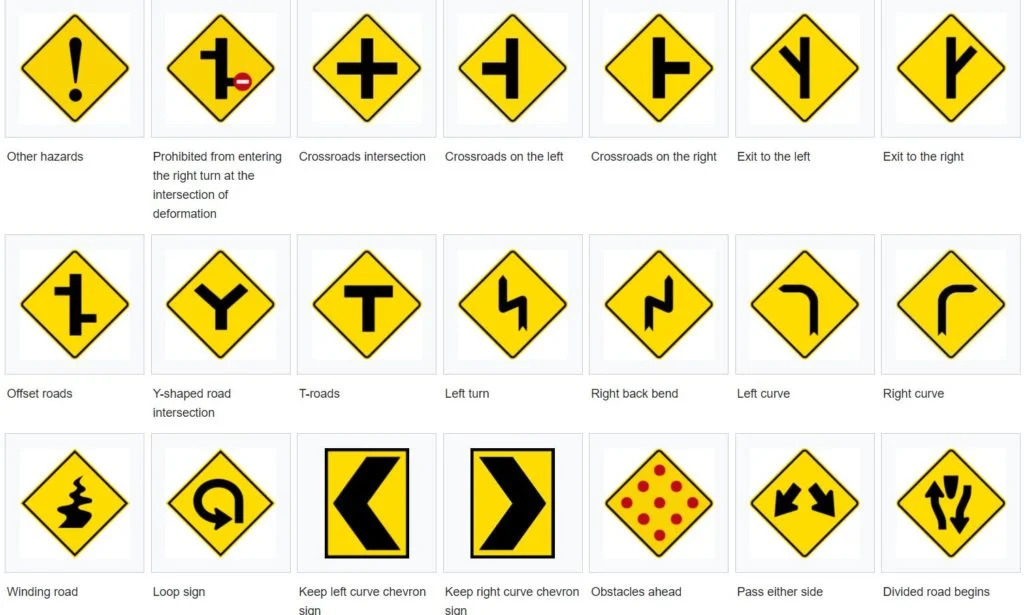 Other hazards
Prohibited from entering
the right turn at the
intersection of
deformation
Crossroads intersection
Crossroads on the left
Crossroads on the right
Exit to the left
Exit to the right
Offset roads
Y-shaped road
intersection
T-roads
Left turn
Right back bend
Left curve
Right curve
Winding road
Loop sign
Keep left curve chevron
sign
Keep right curve chevron
sign
Obstacles ahead
Pass either side
Divided road begins